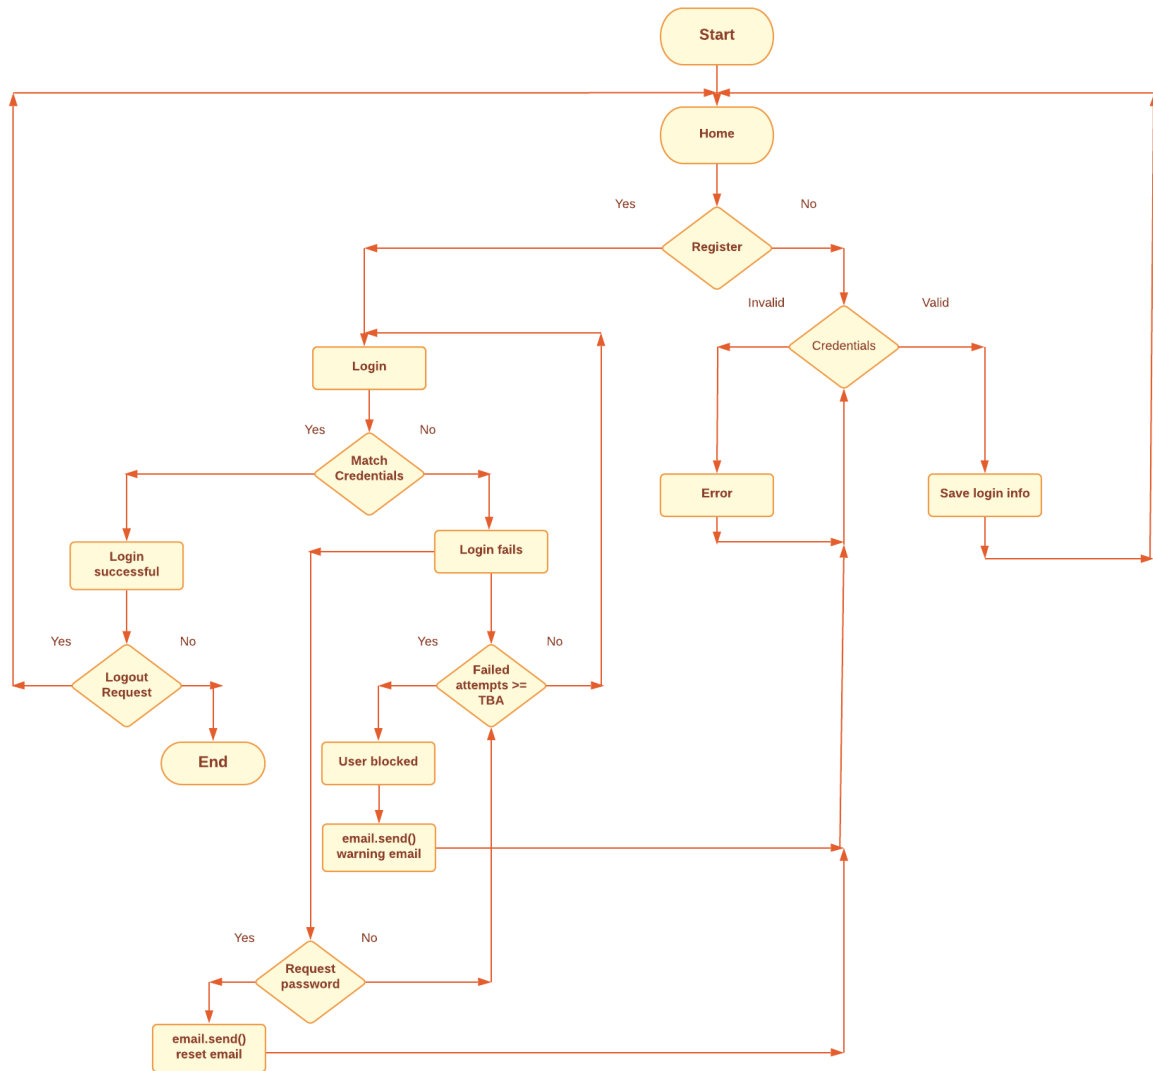 Start
Home
Yes
No
Register
Invalid
Valid
Credentials
Login
Yes
No
Match
Credentials
Error
Save login info
Login
successful
Login fails
Yes
No
Yes
No
Logout
Request
Failed
attempts >=
TBA
End
User blocked
email.send()
warning email
Yes
No
Request
password
email.send()
reset email